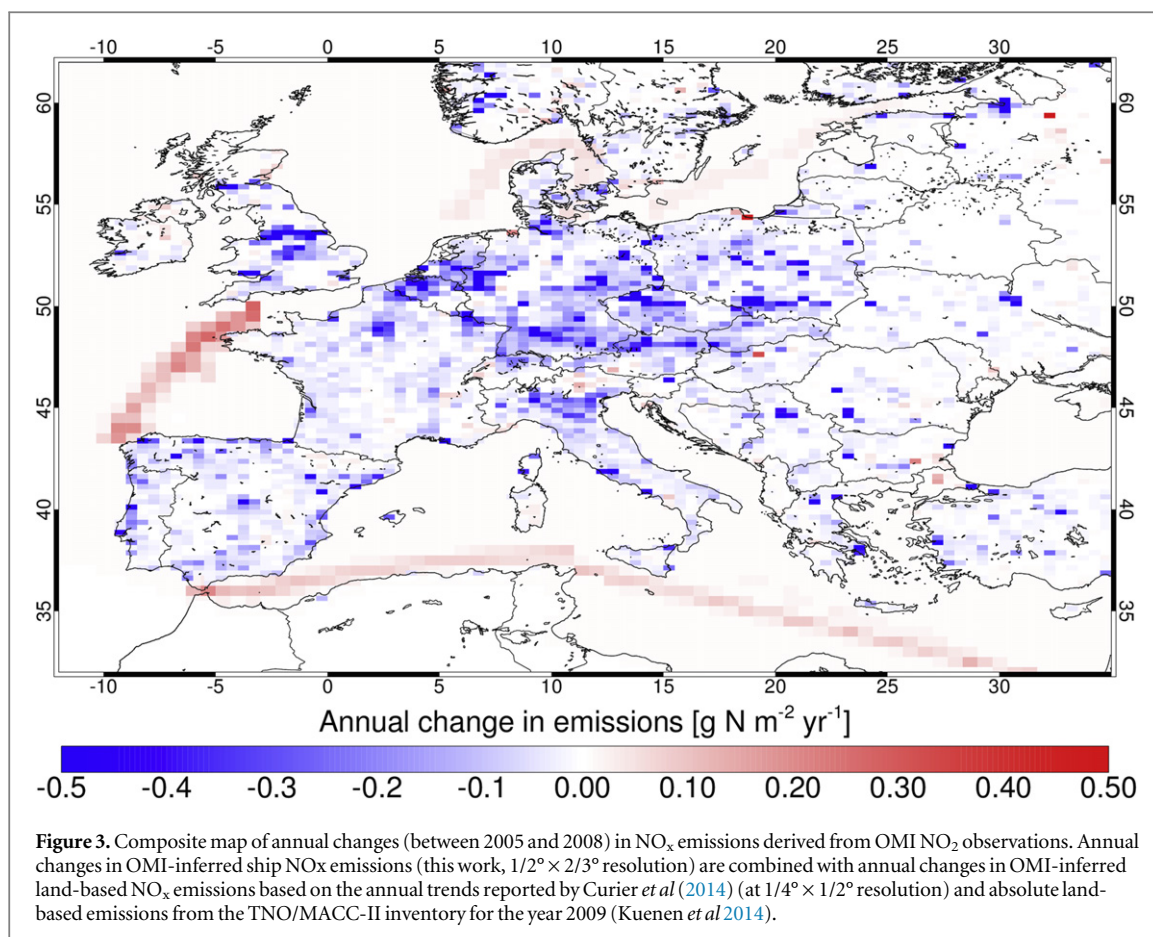 -10 -5 0 5 10 15 20 25 30
60 60
55 55
50 50
45 45
40 40
35 35
-10 -5 0 5 10 15 20 25 30
Annual change in emissions [g N m⁻² yr⁻¹]
-0.5 -0.4 -0.3 -0.2 -0.1 0.00 0.10 0.20 0.30 0.40 0.50
Figure 3. Composite map of annual changes (between 2005 and 2008) in NOₓ emissions derived from OMI NO₂ observations. Annual
changes in OMI-inferred ship NOx emissions (this work, 1/2° × 2/3° resolution) are combined with annual changes in OMI-inferred
land-based NOₓ emissions based on the annual trends reported by Curier et al (2014) (at 1/4° × 1/2° resolution) and absolute land-
based emissions from the TNO/MACC-II inventory for the year 2009 (Kuenen et al 2014).